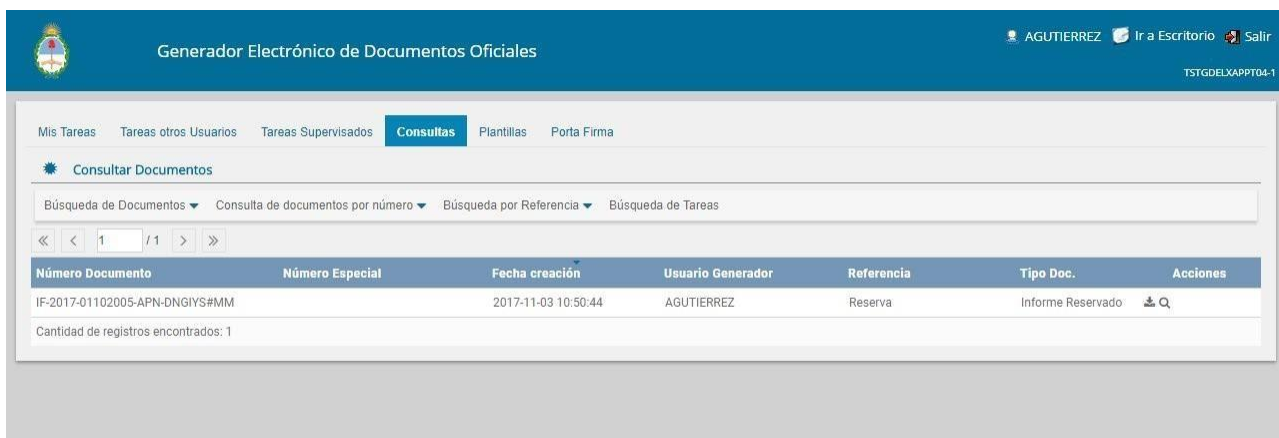 AGUTIERREZ Ir a Escritorio Salir
Generador Electrónico de Documentos Oficiales
TSTGDELXAPPT04-1
Mis Tareas Tareas otros Usuarios Tareas Supervisados Consultas Plantillas Porta Firma
Consultar Documentos
Búsqueda de Documentos Consulta de documentos por número Búsqueda por Referencia Búsqueda de Tareas
1 / 1
Número Documento Número Especial Fecha creación Usuario Generador Referencia Tipo Doc. Acciones
IF-2017-01102005-APN-DNGIYS#MM 2017-11-03 10:50:44 AGUTIERREZ Reserva Informe Reservado
Cantidad de registros encontrados: 1